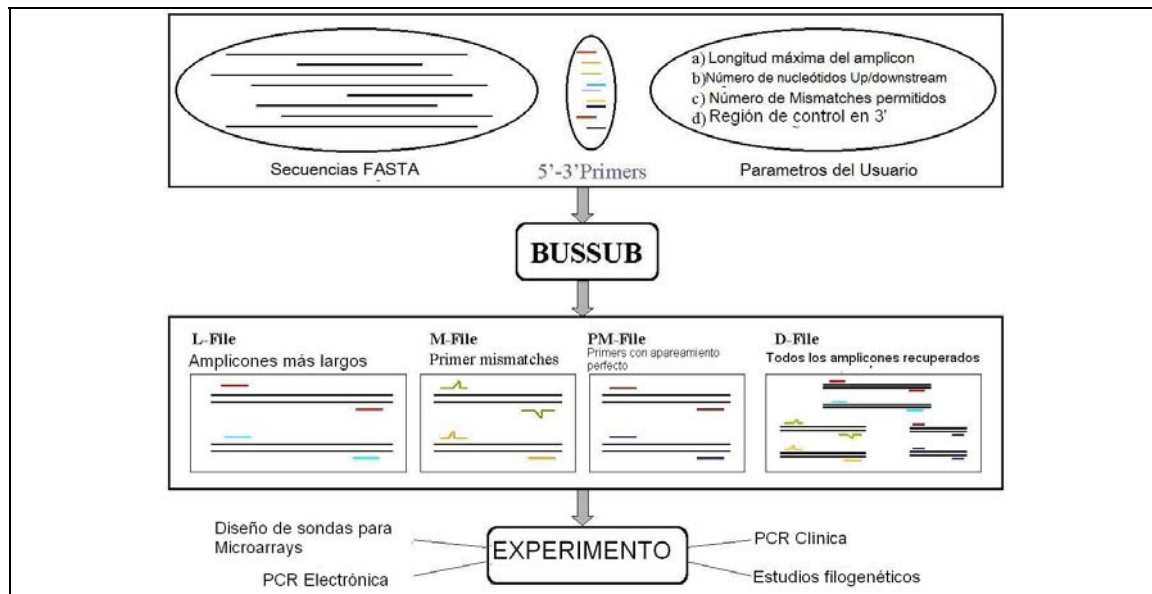 a) Longitud máxima del amplicon
b) Número de nucleótidos Up/downstream
c) Número de Mismatches permitidos
d) Región de control en 3'
Secuencias FASTA
5'-3'Primers
Parametros del Usuario
BUSSUB
L-File
Amplicones más largos
M-File
Primer mismatches
PM-File
Primers con apareamiento
perfecto
D-File
Todos los amplicones recuperados
Diseño de sondas para
Microarrays
PCR Electrónica
EXPERIMENTO
PCR Clínica
Estudios filogenéticos